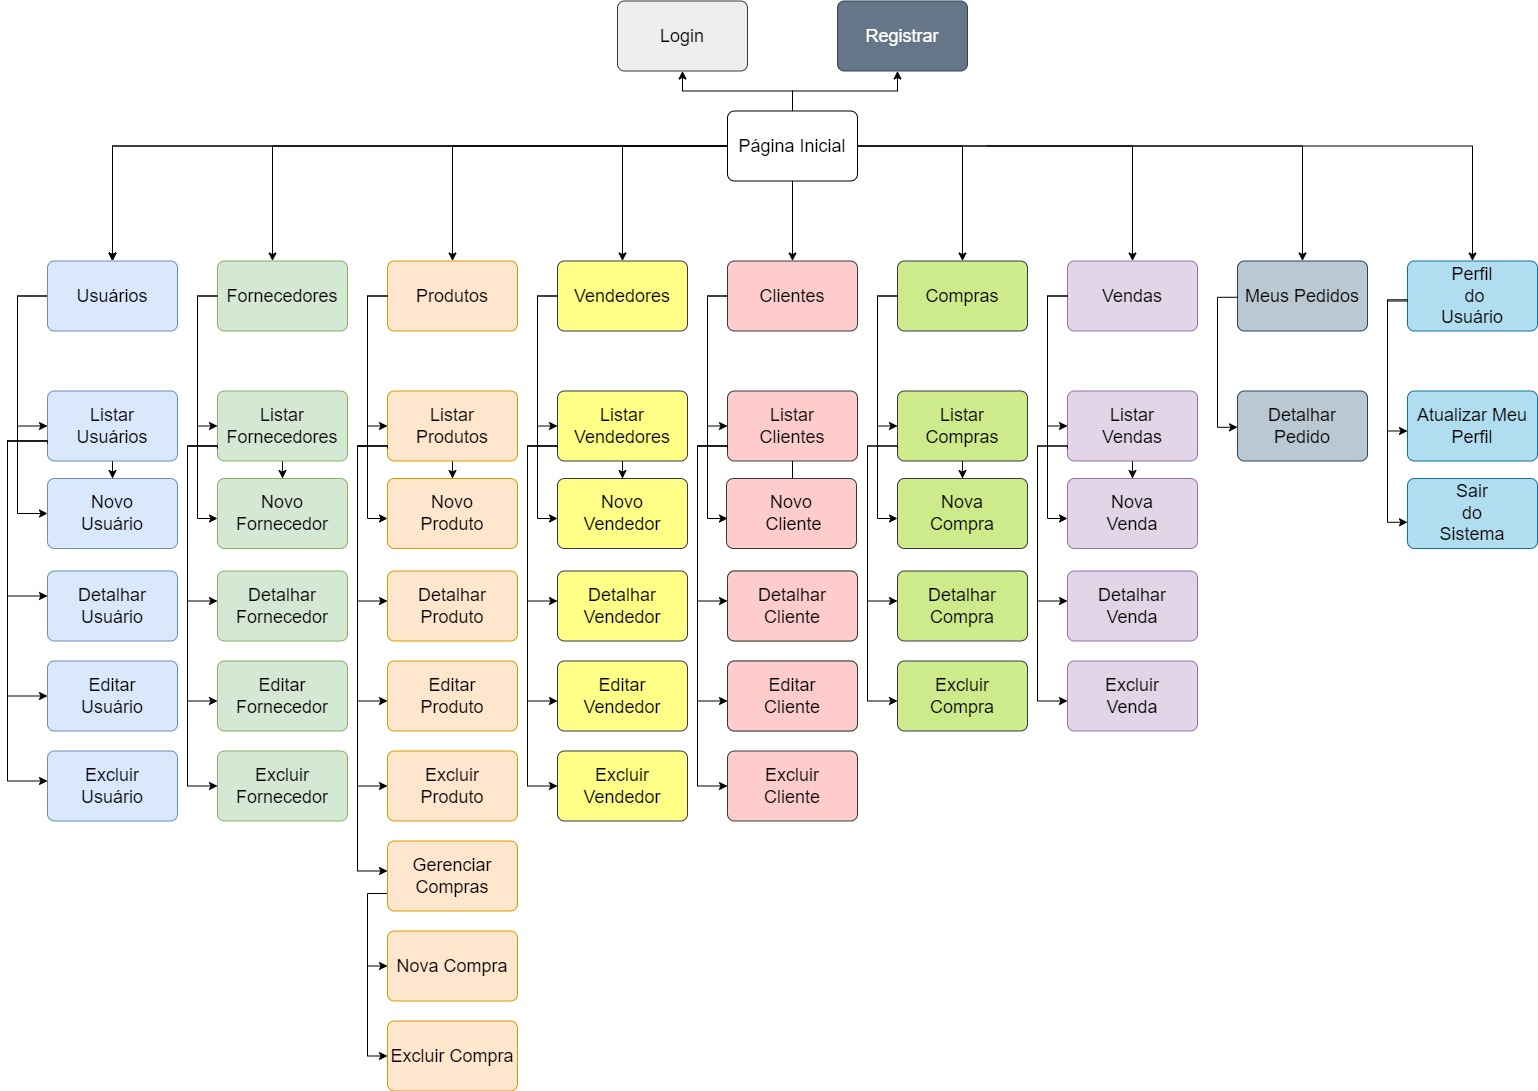 Login
Registrar
Página Inicial
Usuários
Fornecedores
Produtos
Vendedores
Clientes
Compras
Vendas
Meus Pedidos
Perfil
do
Usuário
Listar
Usuários
Listar
Fornecedores
Listar
Produtos
Listar
Vendedores
Listar
Clientes
Listar
Compras
Listar
Vendas
Detalhar
Pedido
Atualizar Meu
Perfil
Novo
Usuário
Novo
Fornecedor
Novo
Produto
Novo
Vendedor
Novo
Cliente
Nova
Compra
Nova
Venda
Sair
do
Sistema
Detalhar
Usuário
Detalhar
Fornecedor
Detalhar
Produto
Detalhar
Vendedor
Detalhar
Cliente
Detalhar
Compra
Detalhar
Venda
Editar
Usuário
Editar
Fornecedor
Editar
Produto
Editar
Vendedor
Editar
Cliente
Excluir
Compra
Excluir
Venda
Excluir
Usuário
Excluir
Fornecedor
Excluir
Produto
Excluir
Vendedor
Excluir
Cliente
Gerenciar
Compras
Nova Compra
Excluir Compra